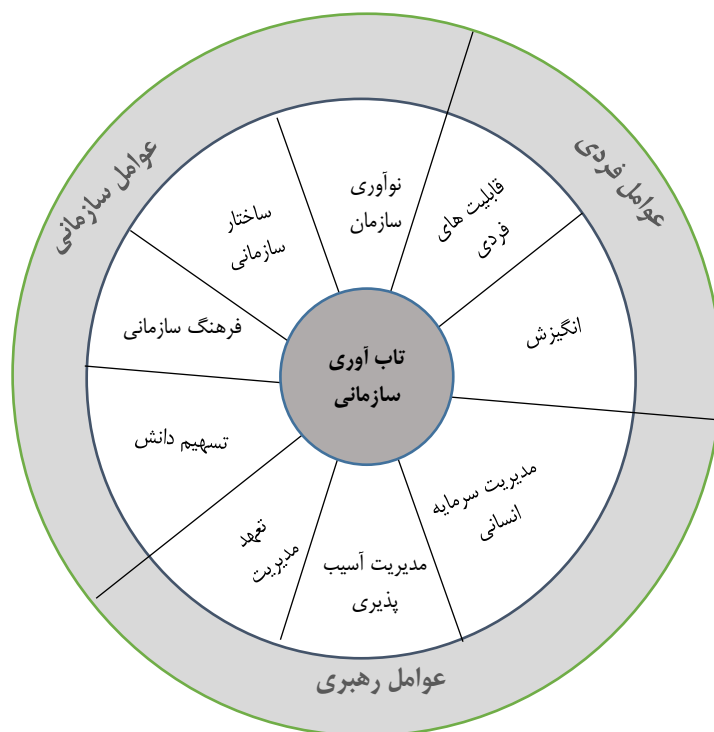 عوامل فردی
عوامل سازمانی
نوآوری
سازمان
قابلیت های
فردی
ساختار
سازمانی
انگیزش
فرهنگ سازمانی
تاب آوری
سازمانی
تسهیم دانش
مدیریت سرمایه
انسانی
تعهد
مدیریت
مدیریت آسیب
پذیری
عوامل رهبری